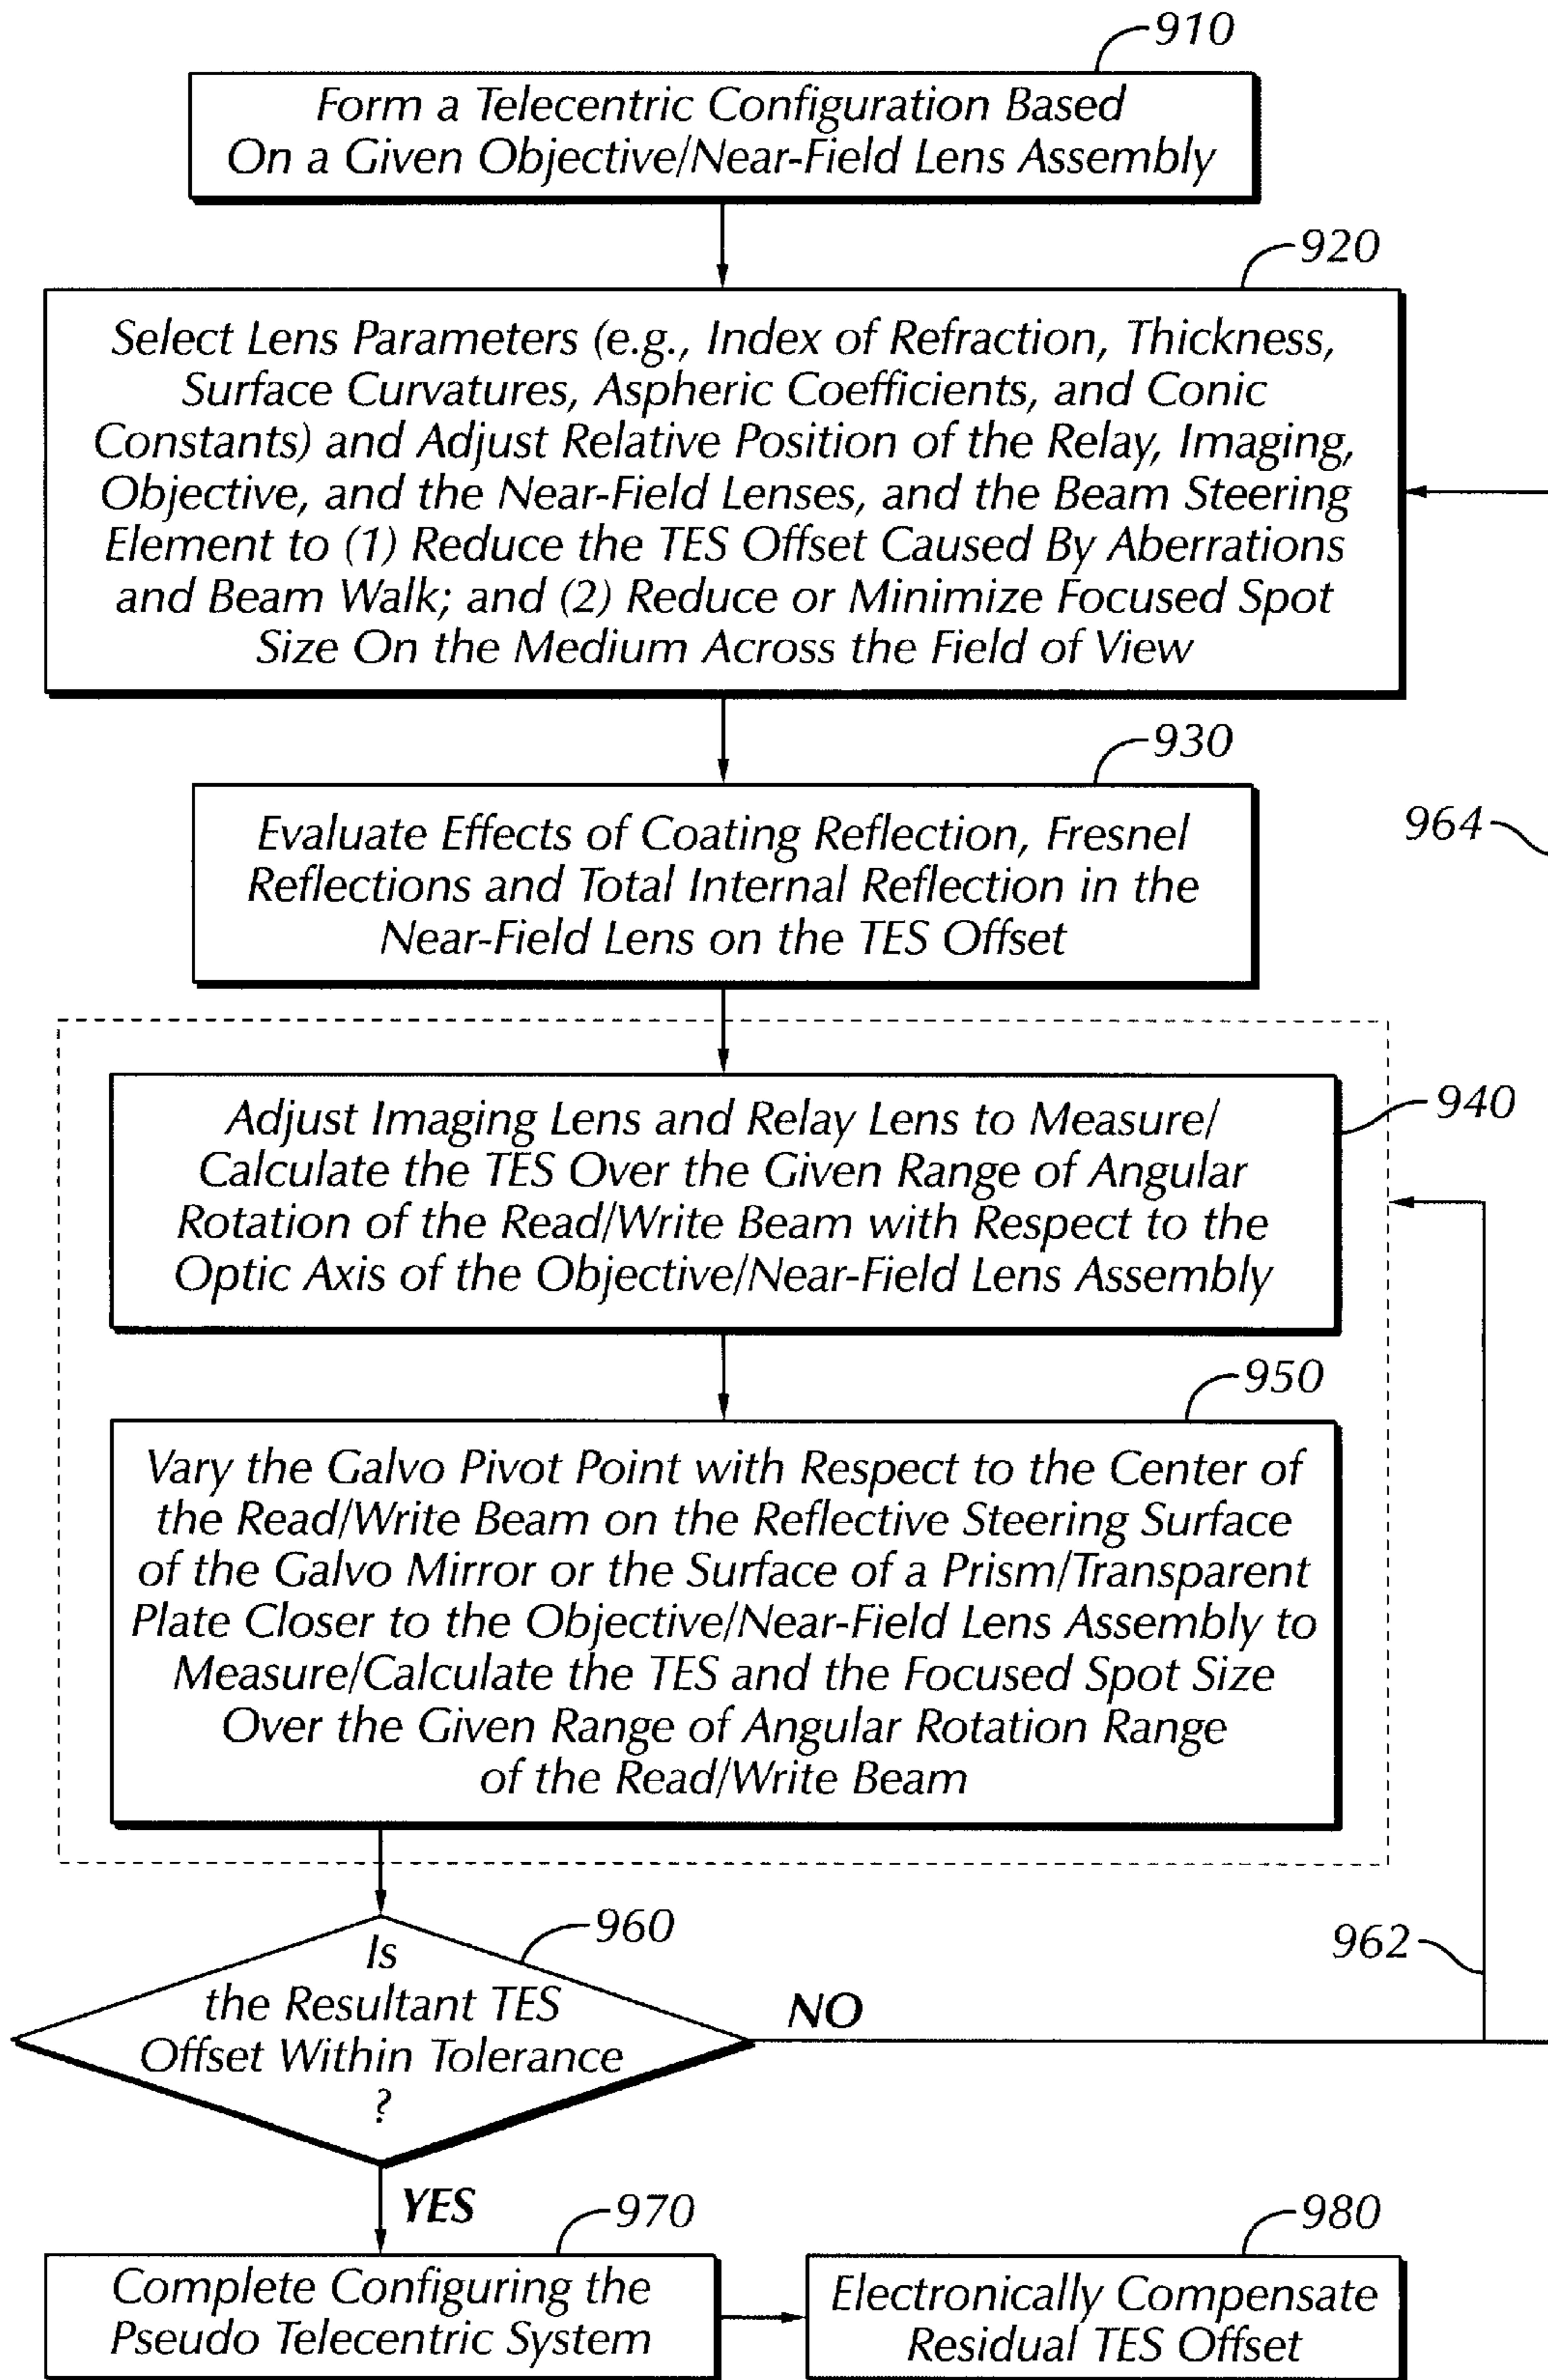 910
Form a Telecentric Configuration Based
On a Given Objective/Near-Field Lens Assembly
920
Select Lens Parameters (e.g., Index of Refraction, Thickness,
Surface Curvatures, Aspheric Coefficients, and Conic
Constants) and Adjust Relative Position of the Relay, Imaging,
Objective, and the Near-Field Lenses, and the Beam Steering
Element to (1) Reduce the TES Offset Caused By Aberrations
and Beam Walk; and (2) Reduce or Minimize Focused Spot
Size On the Medium Across the Field of View
930
Evaluate Effects of Coating Reflection, Fresnel
Reflections and Total Internal Reflection in the
Near-Field Lens on the TES Offset
964
940
Adjust Imaging Lens and Relay Lens to Measure/
Calculate the TES Over the Given Range of Angular
Rotation of the Read/Write Beam with Respect to the
Optic Axis of the Objective/Near-Field Lens Assembly
950
Vary the Galvo Pivot Point with Respect to the Center of
the Read/Write Beam on the Reflective Steering Surface
of the Galvo Mirror or the Surface of a Prism/Transparent
Plate Closer to the Objective/Near-Field Lens Assembly to
Measure/Calculate the TES and the Focused Spot Size
Over the Given Range of Angular Rotation Range
of the Read/Write Beam
960
Is
the Resultant TES
Offset Within Tolerance
?
NO
962
YES
970
Complete Configuring the
Pseudo Telecentric System
980
Electronically Compensate
Residual TES Offset